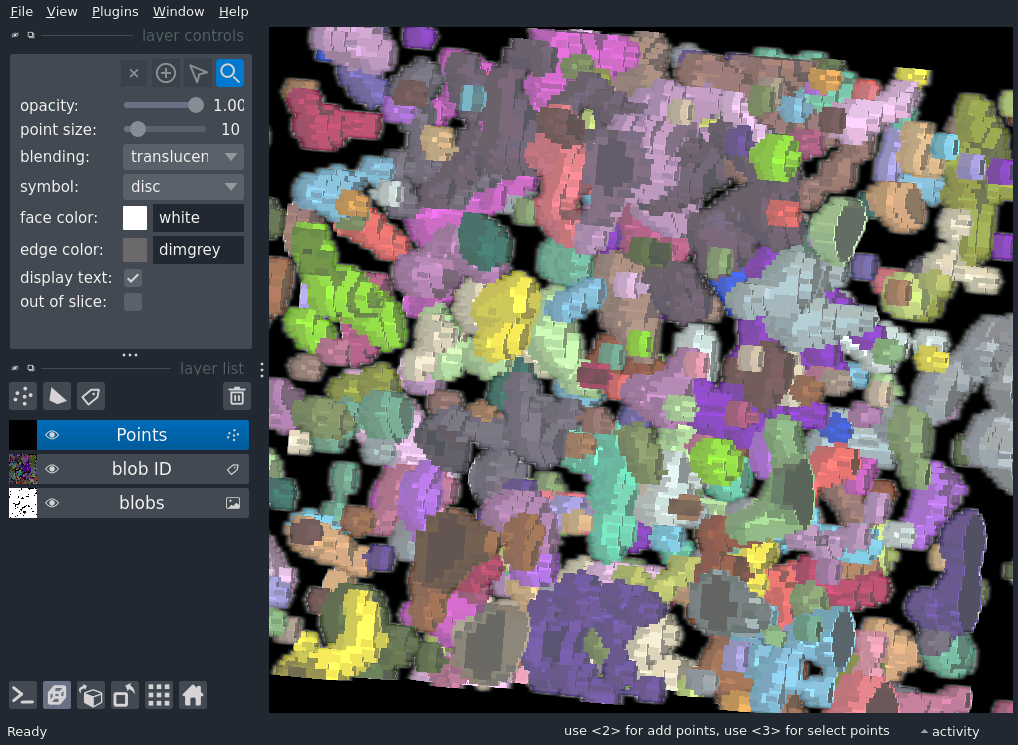 File View Plugins Window Help
layer controls
opacity: 1.00
point size: 10
blending: translucen
symbol: disc
face color: white
edge color: dimgrey
display text:
out of slice:
layer list
Points
blob ID
blobs
Ready
use <2> for add points, use <3> for select points
activity